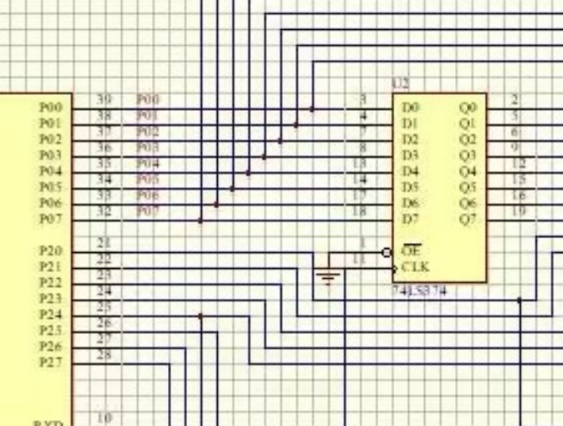 U2
P00 39 P00 3 D0 Q0 2
P01 38 P01 4 D1 Q1 5
P02 37 P02 7 D2 Q2 6
P03 36 P03 8 D3 Q3 9
P04 35 P04 13 D4 Q4 12
P05 34 P05 14 D5 Q5 15
P06 33 P06 17 D6 Q6 16
P07 32 P07 18 D7 Q7 19
P20 21 1 OE
P21 22 11 CLK
P22 23 74LS374
P23 24
P24 25
P25 26
P26 27
P27 28
10
RXD